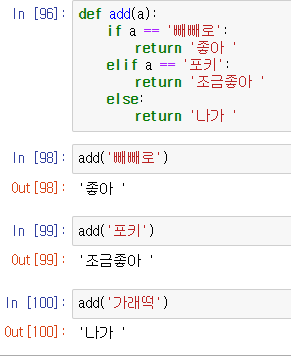 In [96]: def add(a):
    if a == '빼빼로':
        return '좋아 '
    elif a == '포키':
        return '조금좋아 '
    else:
        return '나가 '
In [98]: add('빼빼로')
Out[98]: '좋아 '
In [99]: add('포키')
Out[99]: '조금좋아 '
In [100]: add('가래떡')
Out[100]: '나가 '